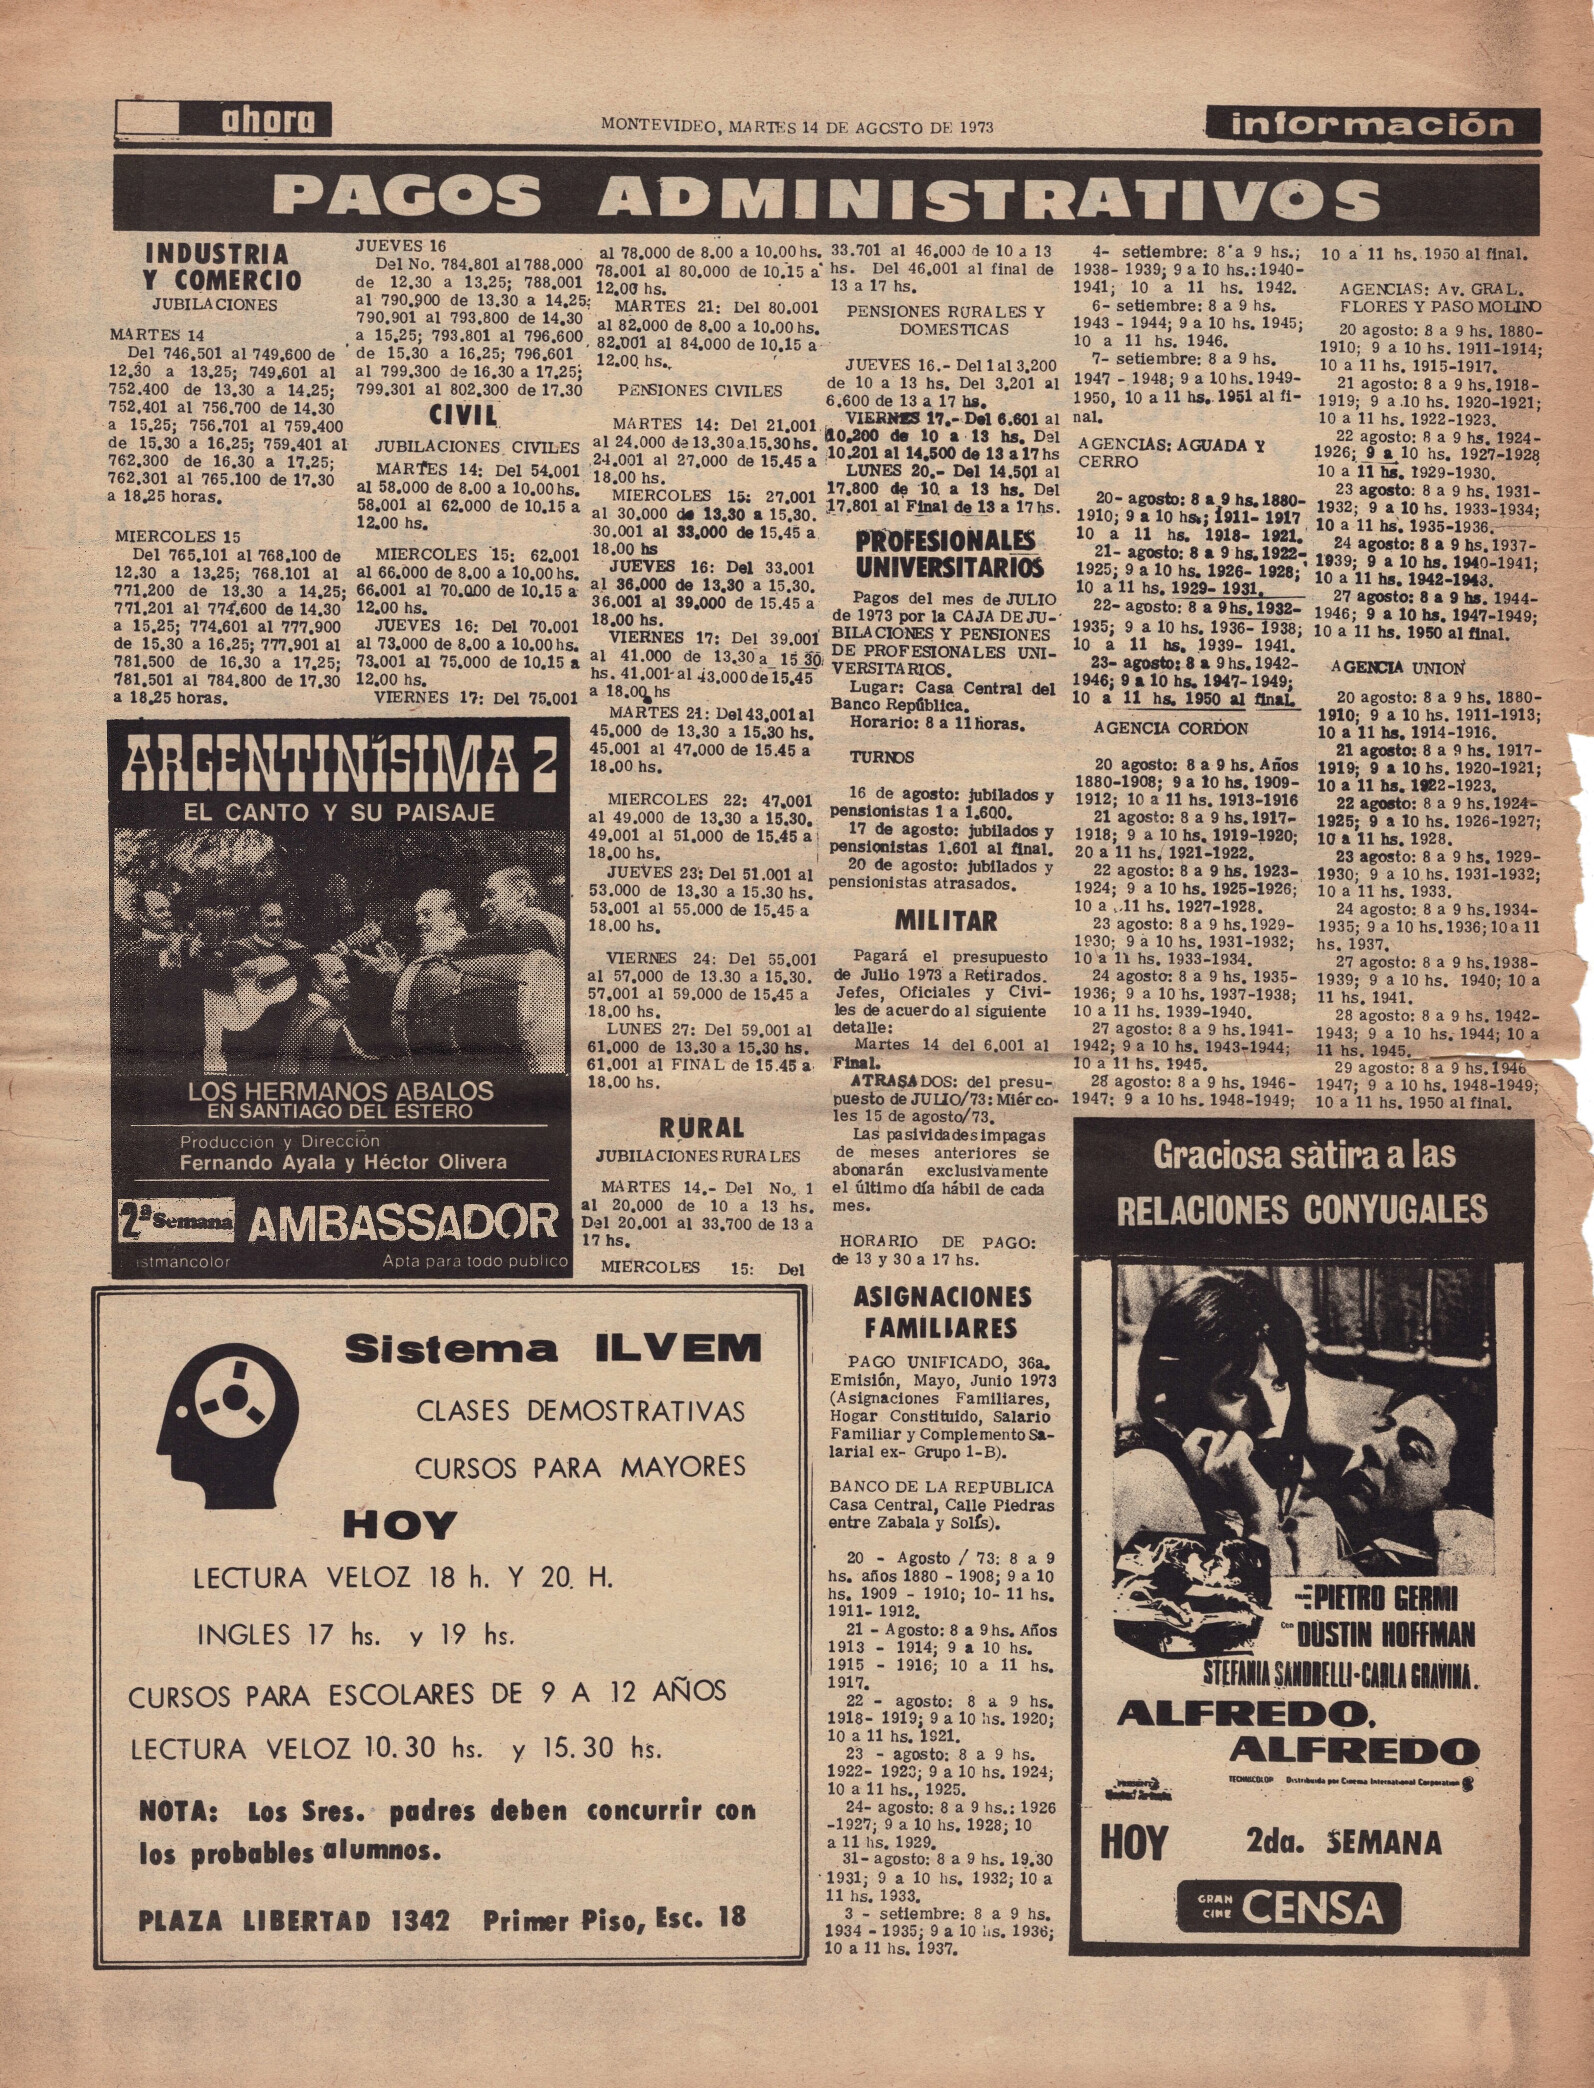 ahora
MONTEVIDEO, MARTES 14 DE AGOSTO DE 1973
información
PAGOS ADMINISTRATIVOS
INDUSTRIA
Y COMERCIO
JUBILACIONES
MARTES 14
Del 746.501 al 749.600 de
12.30 a 13.25; 749.601 al
752.400 de 13.30 a 14.25;
752.401 al 756.700 de 14.30
a 15.25; 756.701 al 759.400
de 15.30 a 16.25; 759.401 al
762.300 de 16.30 a 17.25;
762.301 al 765.100 de 17.30
a 18.25 horas.
MIERCOLES 15
Del 765.101 al 768.100 de
12.30 a 13.25; 768.101 al
771.200 de 13.30 a 14.25;
771.201 al 774.600 de 14.30
a 15.25; 774.601 al 777.900
de 15.30 a 16.25; 777.901 al
781.500 de 16.30 a 17.25;
781.501 al 784.800 de 17.30
a 18.25 horas.
JUEVES 16
Del No. 784.801 al 788.000
de 12.30 a 13.25; 788.001
al 790.900 de 13.30 a 14.25;
790.901 al 793.800 de 14.30
a 15.25; 793.801 al 796.600
de 15.30 a 16.25; 796.601
al 799.300 de 16.30 a 17.25;
799.301 al 802.300 de 17.30
CIVIL
JUBILACIONES CIVILES
MARTES 14: Del 54.001
al 58.000 de 8.00 a 10.00 hs.
58.001 al 62.000 de 10.15 a
12.00 hs.
MIERCOLES 15: 62.001
al 66.000 de 8.00 a 10.00 hs.
66.001 al 70.000 de 10.15 a
12.00 hs.
JUEVES 16: Del 70.001
al 73.000 de 8.00 a 10.00 hs.
73.001 al 75.000 de 10.15 a
12.00 hs.
VIERNES 17: Del 75.001
al 78.000 de 8.00 a 10.00 hs.
78.001 al 80.000 de 10.15 a
12.00 hs.
MARTES 21: Del 80.001
al 82.000 de 8.00 a 10.00 hs.
82.001 al 84.000 de 10.15 a
12.00 hs.
PENSIONES CIVILES
MARTES 14: Del 21.001
al 24.000 de 13.30 a 15.30 hs.
24.001 al 27.000 de 15.45 a
18.00 hs.
MIERCOLES 15: 27.001
al 30.000 de 13.30 a 15.30.
30.001 al 33.000 de 15.45 a
18.00 hs
JUEVES 16: Del 33.001
al 36.000 de 13.30 a 15.30.
36.001 al 39.000 de 15.45 a
18.00 hs.
VIERNES 17: Del 39.001
al 41.000 de 13.30 a 15 30
hs. 41.001 al 43.000 de 15.45
a 18.00 hs
MARTES 21: Del 43.001 al
45.000 de 13.30 a 15.30 hs.
45.001 al 47.000 de 15.45 a
18.00 hs.
MIERCOLES 22: 47.001
al 49.000 de 13.30 a 15.30.
49.001 al 51.000 de 15.45 a
18.00 hs.
JUEVES 23: Del 51.001 al
53.000 de 13.30 a 15.30 hs.
53.001 al 55.000 de 15.45 a
18.00 hs.
VIERNES 24: Del 55.001
al 57.000 de 13.30 a 15.30.
57.001 al 59.000 de 15.45 a
18.00 hs.
LUNES 27: Del 59.001 al
61.000 de 13.30 a 15.30 hs.
61.001 al FINAL de 15.45 a
18.00 hs.
RURAL
JUBILACIONES RURALES
MARTES 14.- Del No. 1
al 20.000 de 10 a 13 hs.
Del 20.001 al 33.700 de 13 a
17 hs.
MIERCOLES 15: Del
33.701 al 46.000 de 10 a 13
hs. Del 46.001 al final de
13 a 17 hs.
PENSIONES RURALES Y
DOMESTICAS
JUEVES 16.- Del 1 al 3.200
de 10 a 13 hs. Del 3.201 al
6.600 de 13 a 17 hs.
VIERNES 17.- Del 6.601 al
10.200 de 10 a 13 hs. Del
10.201 al 14.500 de 13 a 17 hs
LUNES 20.- Del 14.501 al
17.800 de 10 a 13 hs. Del
17.801 al Final de 13 a 17 hs.
PROFESIONALES
UNIVERSITARIOS
Pagos del mes de JULIO
de 1973 por la CAJA DE JU-
BILACIONES Y PENSIONES
DE PROFESIONALES UNI-
VERSITARIOS.
Lugar: Casa Central del
Banco República.
Horario: 8 a 11 horas.
TURNOS
16 de agosto: jubilados y
pensionistas 1 a 1.600.
17 de agosto: jubilados y
pensionistas 1.601 al final.
20 de agosto: jubilados y
pensionistas atrasados.
MILITAR
Pagará el presupuesto
de Julio 1973 a Retirados.
Jefes, Oficiales y Civi-
les de acuerdo al siguiente
detalle:
Martes 14 del 6.001 al
Final.
ATRASADOS: del presu-
puesto de JULIO/73: Miérco-
les 15 de agosto/73.
Las pasividades impagas
de meses anteriores se
abonarán exclusivamente
el último día hábil de cada
mes.
HORARIO DE PAGO:
de 13 y 30 a 17 hs.
ASIGNACIONES
FAMILIARES
PAGO UNIFICADO, 36a.
Emisión, Mayo, Junio 1973
(Asignaciones Familiares,
Hogar Constituido, Salario
Familiar y Complemento Sa-
larial ex- Grupo 1-B).
BANCO DE LA REPUBLICA
Casa Central, Calle Piedras
entre Zabala y Solís).
20 - Agosto / 73: 8 a 9
hs. años 1880 - 1908; 9 a 10
hs. 1909 - 1910; 10- 11 hs.
1911- 1912.
21 - Agosto: 8 a 9 hs. Años
1913 - 1914; 9 a 10 hs.
1915 - 1916; 10 a 11 hs.
1917.
22 - agosto: 8 a 9 hs.
1918- 1919; 9 a 10 hs. 1920;
10 a 11 hs. 1921.
23 - agosto: 8 a 9 hs.
1922- 1923; 9 a 10 hs. 1924;
10 a 11 hs., 1925.
24- agosto: 8 a 9 hs.: 1926
-1927; 9 a 10 hs. 1928; 10
a 11 hs. 1929.
31- agosto: 8 a 9 hs. 19.30
1931; 9 a 10 hs. 1932; 10 a
11 hs. 1933.
3 - setiembre: 8 a 9 hs.
1934 - 1935; 9 a 10 hs. 1936;
10 a 11 hs. 1937.
4- setiembre: 8 a 9 hs.;
1938- 1939; 9 a 10 hs.: 1940-
1941; 10 a 11 hs. 1942.
6- setiembre: 8 a 9 hs.
1943 - 1944; 9 a 10 hs. 1945;
10 a 11 hs. 1946.
7- setiembre: 8 a 9 hs.
1947 - 1948; 9 a 10 hs. 1949-
1950, 10 a 11 hs. 1951 al fi-
nal.
AGENCIAS: AGUADA Y
CERRO
20- agosto: 8 a 9 hs. 1880-
1910; 9 a 10 hs.; 1911- 1917
10 a 11 hs. 1918- 1921.
21- agosto: 8 a 9 hs. 1922-
1925; 9 a 10 hs. 1926- 1928;
10 a 11 hs. 1929- 1931.
22- agosto: 8 a 9 hs. 1932-
1935; 9 a 10 hs. 1936- 1938;
10 a 11 hs. 1939- 1941.
23- agosto: 8 a 9 hs. 1942-
1946; 9 a 10 hs. 1947-1949;
10 a 11 hs. 1950 al final.
AGENCIA CORDON
20 agosto: 8 a 9 hs. Años
1880-1908; 9 a 10 hs. 1909-
1912; 10 a 11 hs. 1913-1916
21 agosto: 8 a 9 hs. 1917-
1918; 9 a 10 hs. 1919-1920;
20 a 11 hs. 1921-1922.
22 agosto: 8 a 9 hs. 1923-
1924; 9 a 10 hs. 1925-1926;
10 a 11 hs. 1927-1928.
23 agosto: 8 a 9 hs. 1929-
1930; 9 a 10 hs. 1931-1932;
10 a 11 hs. 1933-1934.
24 agosto: 8 a 9 hs. 1935-
1936; 9 a 10 hs. 1937-1938;
10 a 11 hs. 1939-1940.
27 agosto: 8 a 9 hs. 1941-
1942; 9 a 10 hs. 1943-1944;
10 a 11 hs. 1945.
28 agosto: 8 a 9 hs. 1946-
1947; 9 a 10 hs. 1948-1949;
10 a 11 hs. 1950 al final.
AGENCIAS: Av. GRAL.
FLORES Y PASO MOLINO
20 agosto: 8 a 9 hs. 1880-
1910; 9 a 10 hs. 1911-1914;
10 a 11 hs. 1915-1917.
21 agosto: 8 a 9 hs. 1918-
1919; 9 a 10 hs. 1920-1921;
10 a 11 hs. 1922-1923.
22 agosto: 8 a 9 hs. 1924-
1926; 9 a 10 hs. 1927-1928
10 a 11 hs. 1929-1930.
23 agosto: 8 a 9 hs. 1931-
1932; 9 a 10 hs. 1933-1934;
10 a 11 hs. 1935-1936.
24 agosto: 8 a 9 hs. 1937-
1939; 9 a 10 hs. 1940-1941;
10 a 11 hs. 1942-1943.
27 agosto: 8 a 9 hs. 1944-
1946; 9 a 10 hs. 1947-1949;
10 a 11 hs. 1950 al final.
AGENCIA UNION
20 agosto: 8 a 9 hs. 1880-
1910; 9 a 10 hs. 1911-1913;
10 a 11 hs. 1914-1916.
21 agosto: 8 a 9 hs. 1917-
1919; 9 a 10 hs. 1920-1921;
10 a 11 hs. 1922-1923.
22 agosto: 8 a 9 hs. 1924-
1925; 9 a 10 hs. 1926-1927;
10 a 11 hs. 1928.
23 agosto: 8 a 9 hs. 1929-
1930; 9 a 10 hs. 1931-1932;
10 a 11 hs. 1933.
24 agosto: 8 a 9 hs. 1934-
1935; 9 a 10 hs. 1936; 10 a 11
hs. 1937.
27 agosto: 8 a 9 hs. 1938-
1939; 9 a 10 hs. 1940; 10 a
11 hs. 1941.
28 agosto: 8 a 9 hs. 1942-
1943; 9 a 10 hs. 1944; 10 a
11 hs. 1945.
29 agosto: 8 a 9 hs. 1946
1947; 9 a 10 hs. 1948-1949;
10 a 11 hs. 1950 al final.
ARGENTINÍSIMA 2
EL CANTO Y SU PAISAJE
LOS HERMANOS ABALOS
EN SANTIAGO DEL ESTERO
Producción y Dirección
Fernando Ayala y Héctor Olivera
2ª Semana AMBASSADOR
stmancolor Apta para todo publico
Sistema ILVEM
CLASES DEMOSTRATIVAS
CURSOS PARA MAYORES
HOY
LECTURA VELOZ 18 h. Y 20. H.
INGLES 17 hs. y 19 hs.
CURSOS PARA ESCOLARES DE 9 A 12 AÑOS
LECTURA VELOZ 10.30 hs. y 15.30 hs.
NOTA: Los Sres. padres deben concurrir con
los probables alumnos.
PLAZA LIBERTAD 1342 Primer Piso, Esc. 18
Graciosa sàtira a las
RELACIONES CONYUGALES
PIETRO GERMI
Con DUSTIN HOFFMAN
STEFANIA SANDRELLI-CARLA GRAVINA.
ALFREDO,
ALFREDO
TECHNICOLOR Distribuida por Cinema International Corporation
HOY 2da. SEMANA
GRAN
CINE CENSA